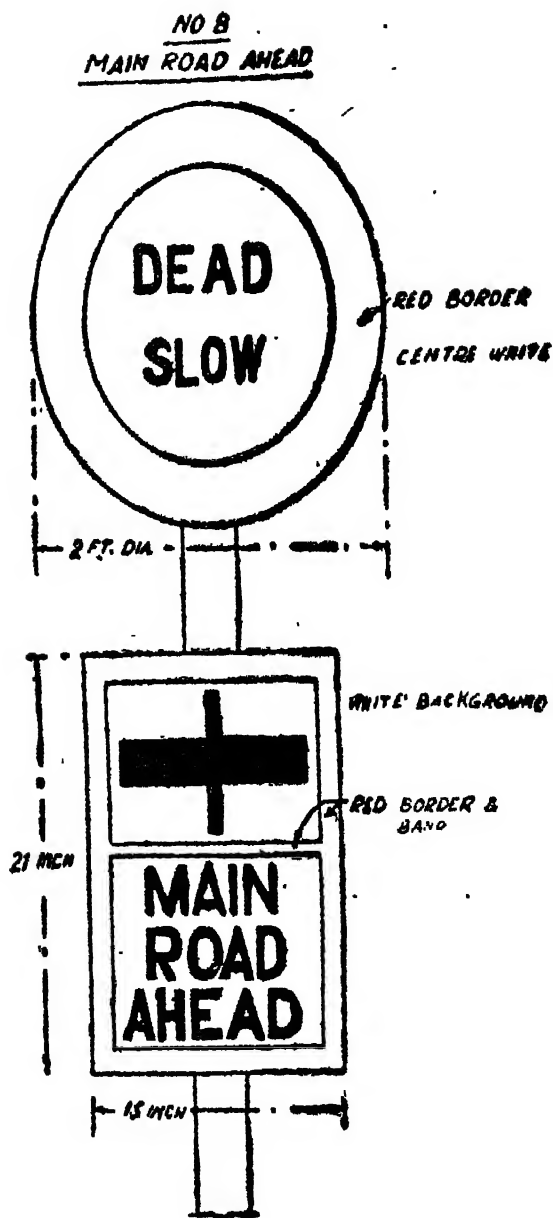 NO 8
MAIN ROAD AHEAD
DEAD
SLOW
RED BORDER
CENTRE WHITE
2 FT. DIA
WHITE BACKGROUND
RED BORDER &
BAND
21 INCH
MAIN
ROAD
AHEAD
15 INCH